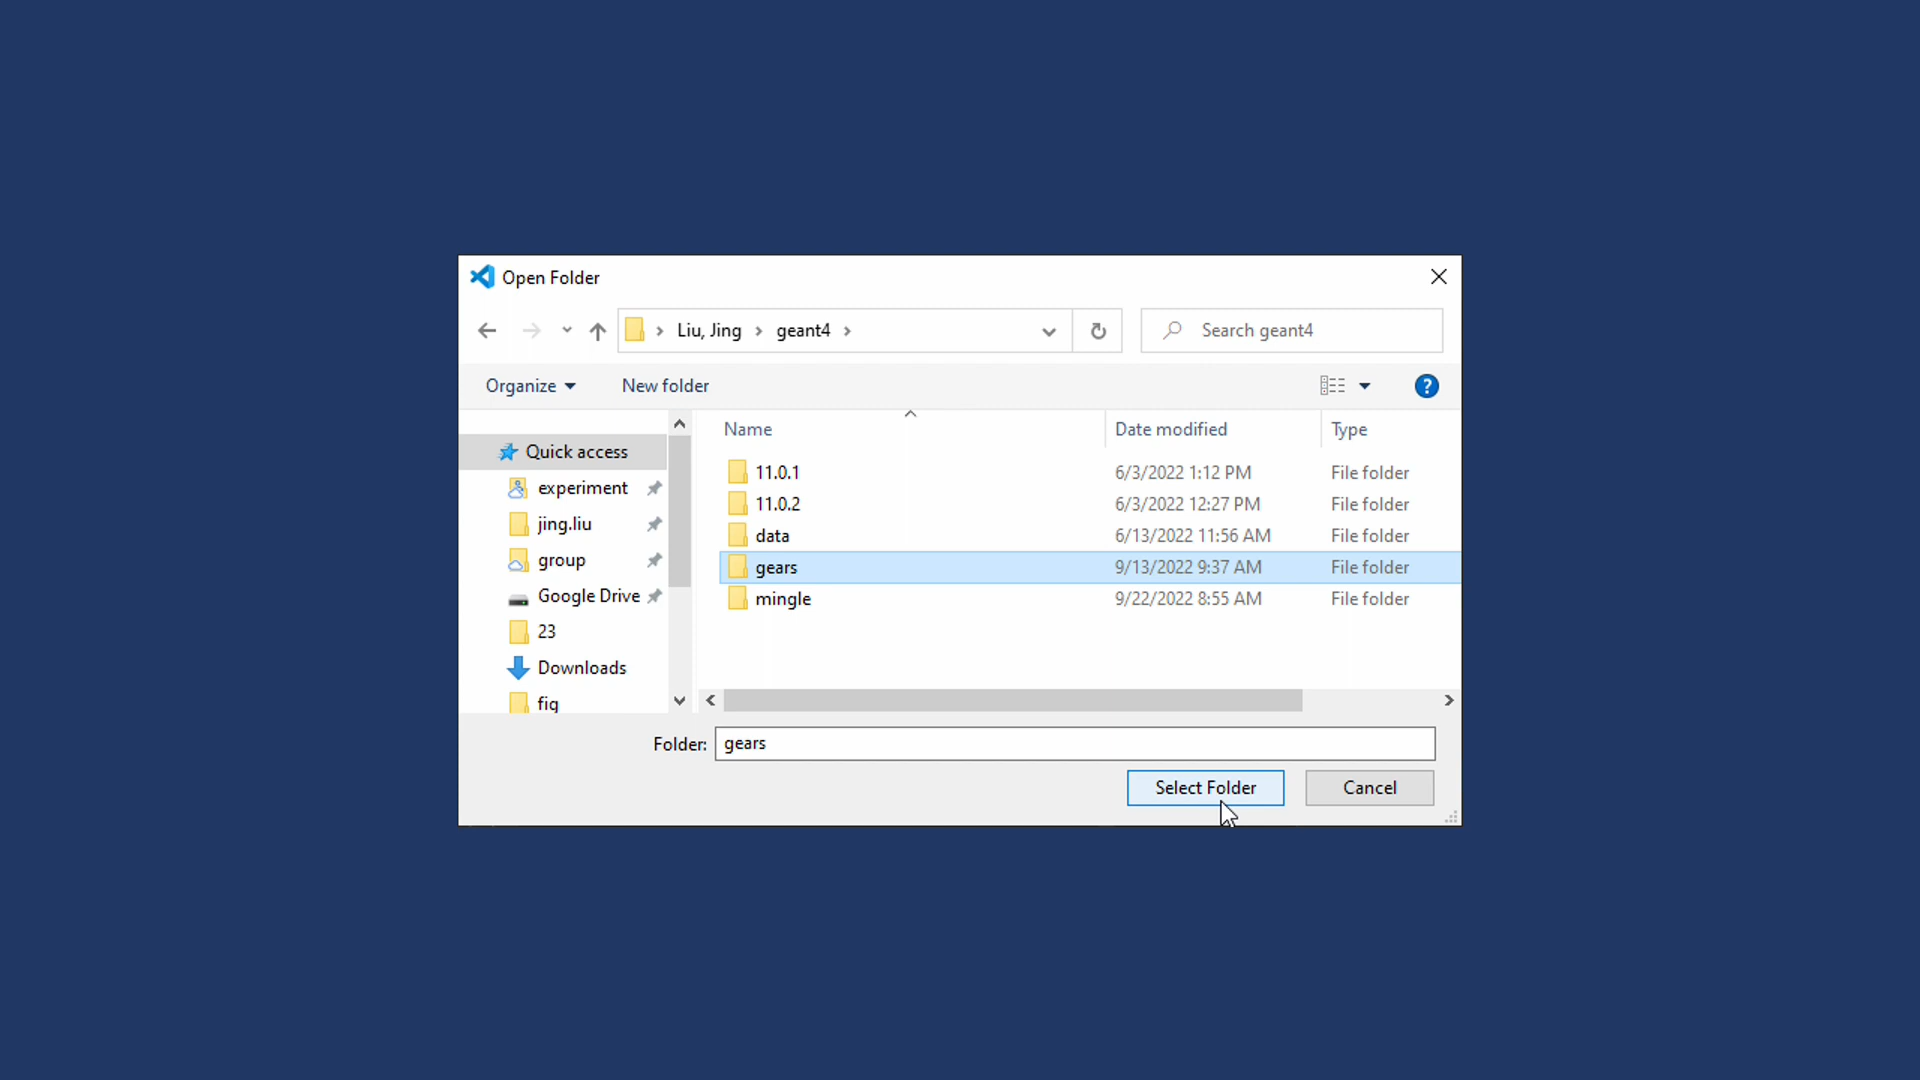 Open Folder
Liu, Jing geant4
Search geant4
Organize New folder ?
Name Date modified Type
Quick access
experiment
jing.liu
group
Google Drive
23
Downloads
fig
11.0.1 6/3/2022 1:12 PM File folder
11.0.2 6/3/2022 12:27 PM File folder
data 6/13/2022 11:56 AM File folder
gears 9/13/2022 9:37 AM File folder
mingle 9/22/2022 8:55 AM File folder
Folder: gears
Select Folder Cancel